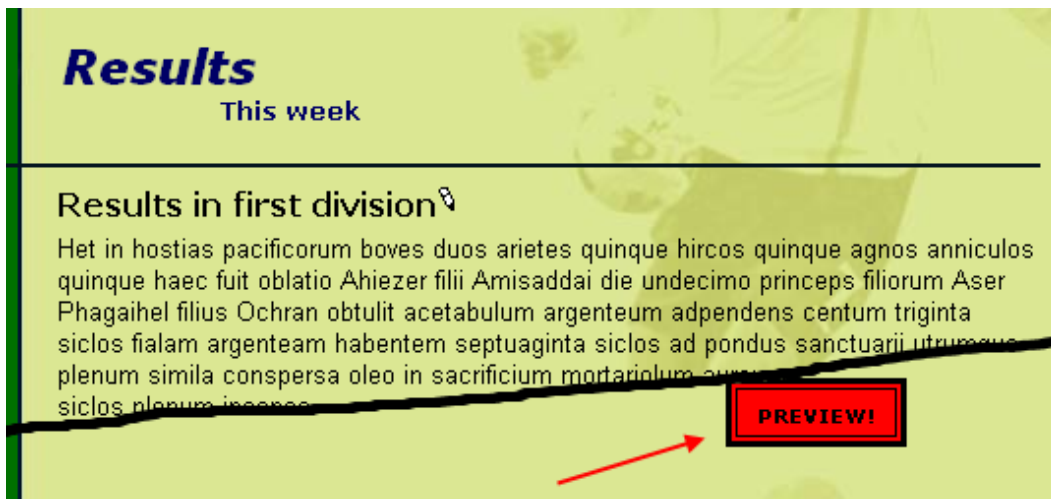 Results
This week
Results in first division
Het in hostias pacificorum boves duos arietes quinque hircos quinque agnos anniculos
quinque haec fuit oblatio Ahiezer filii Amisaddai die undecimo princeps filiorum Aser
Phagaihel filius Ochran obtulit acetabulum argenteum adpendens centum triginta
siclos fialam argenteam habentem septuaginta siclos ad pondus sanctuarii utrumque
plenum simila conspersa oleo in sacrificium mortariolum
siclos plenum
PREVIEW!